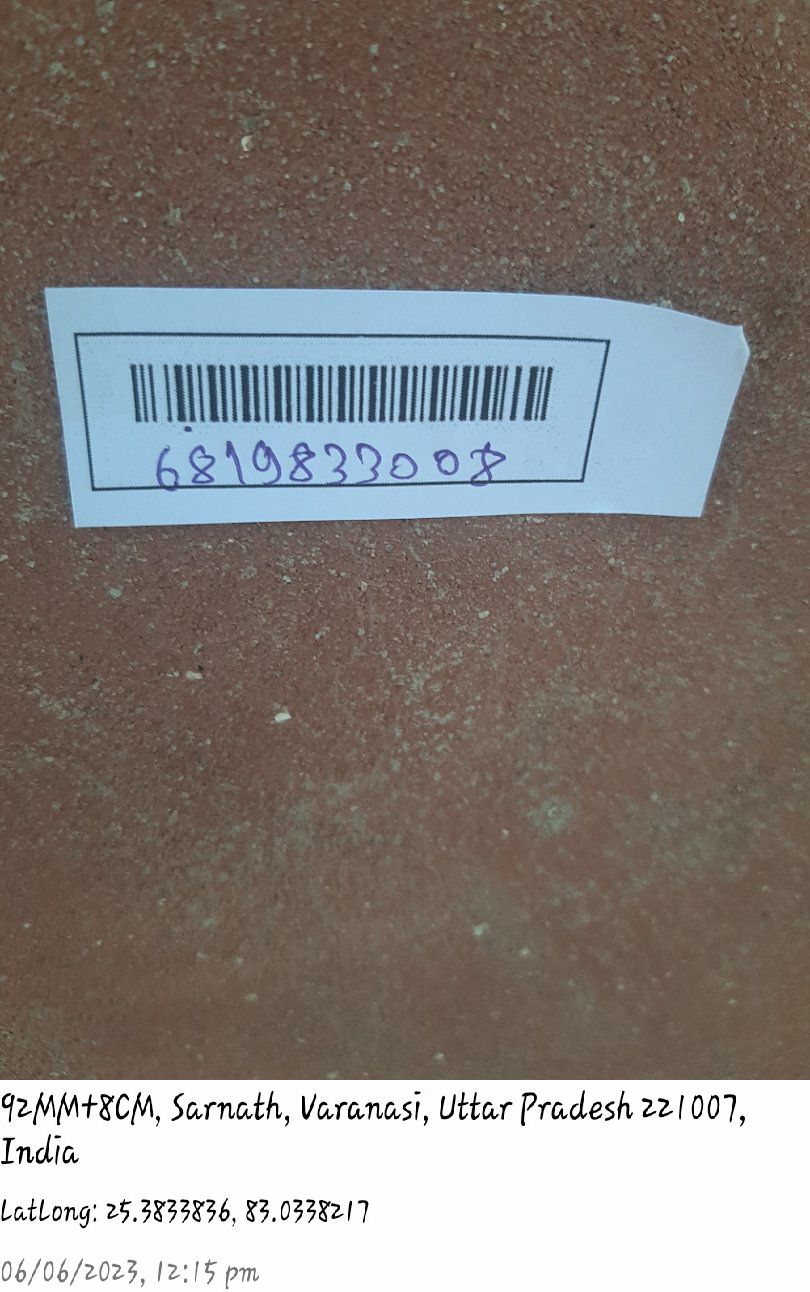 6819833008
92MM+8CM, Sarnath, Varanasi, Uttar Pradesh 221007,
India
LatLong: 25.3833836, 83.0338217
06/06/2023, 12:15 pm